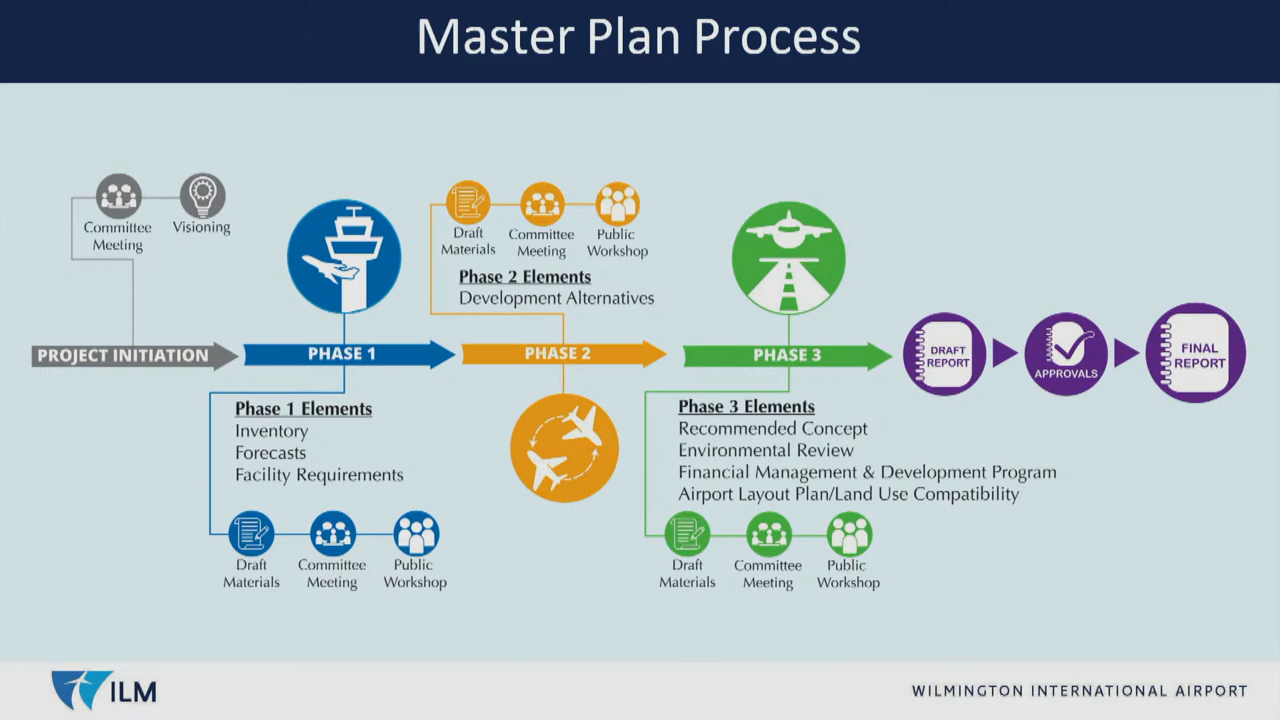 Master Plan Process
Committee
Meeting
Visioning
PROJECT INITIATION
PHASE 1
Phase 1 Elements
Inventory
Forecasts
Facility Requirements
Draft
Materials
Committee
Meeting
Public
Workshop
Draft
Materials
Committee
Meeting
Public
Workshop
Phase 2 Elements
Development Alternatives
PHASE 2
PHASE 3
Phase 3 Elements
Recommended Concept
Environmental Review
Financial Management & Development Program
Airport Layout Plan/Land Use Compatibility
Draft
Materials
Committee
Meeting
Public
Workshop
DRAFT
REPORT
APPROVALS
FINAL
REPORT
ILM
WILMINGTON INTERNATIONAL AIRPORT